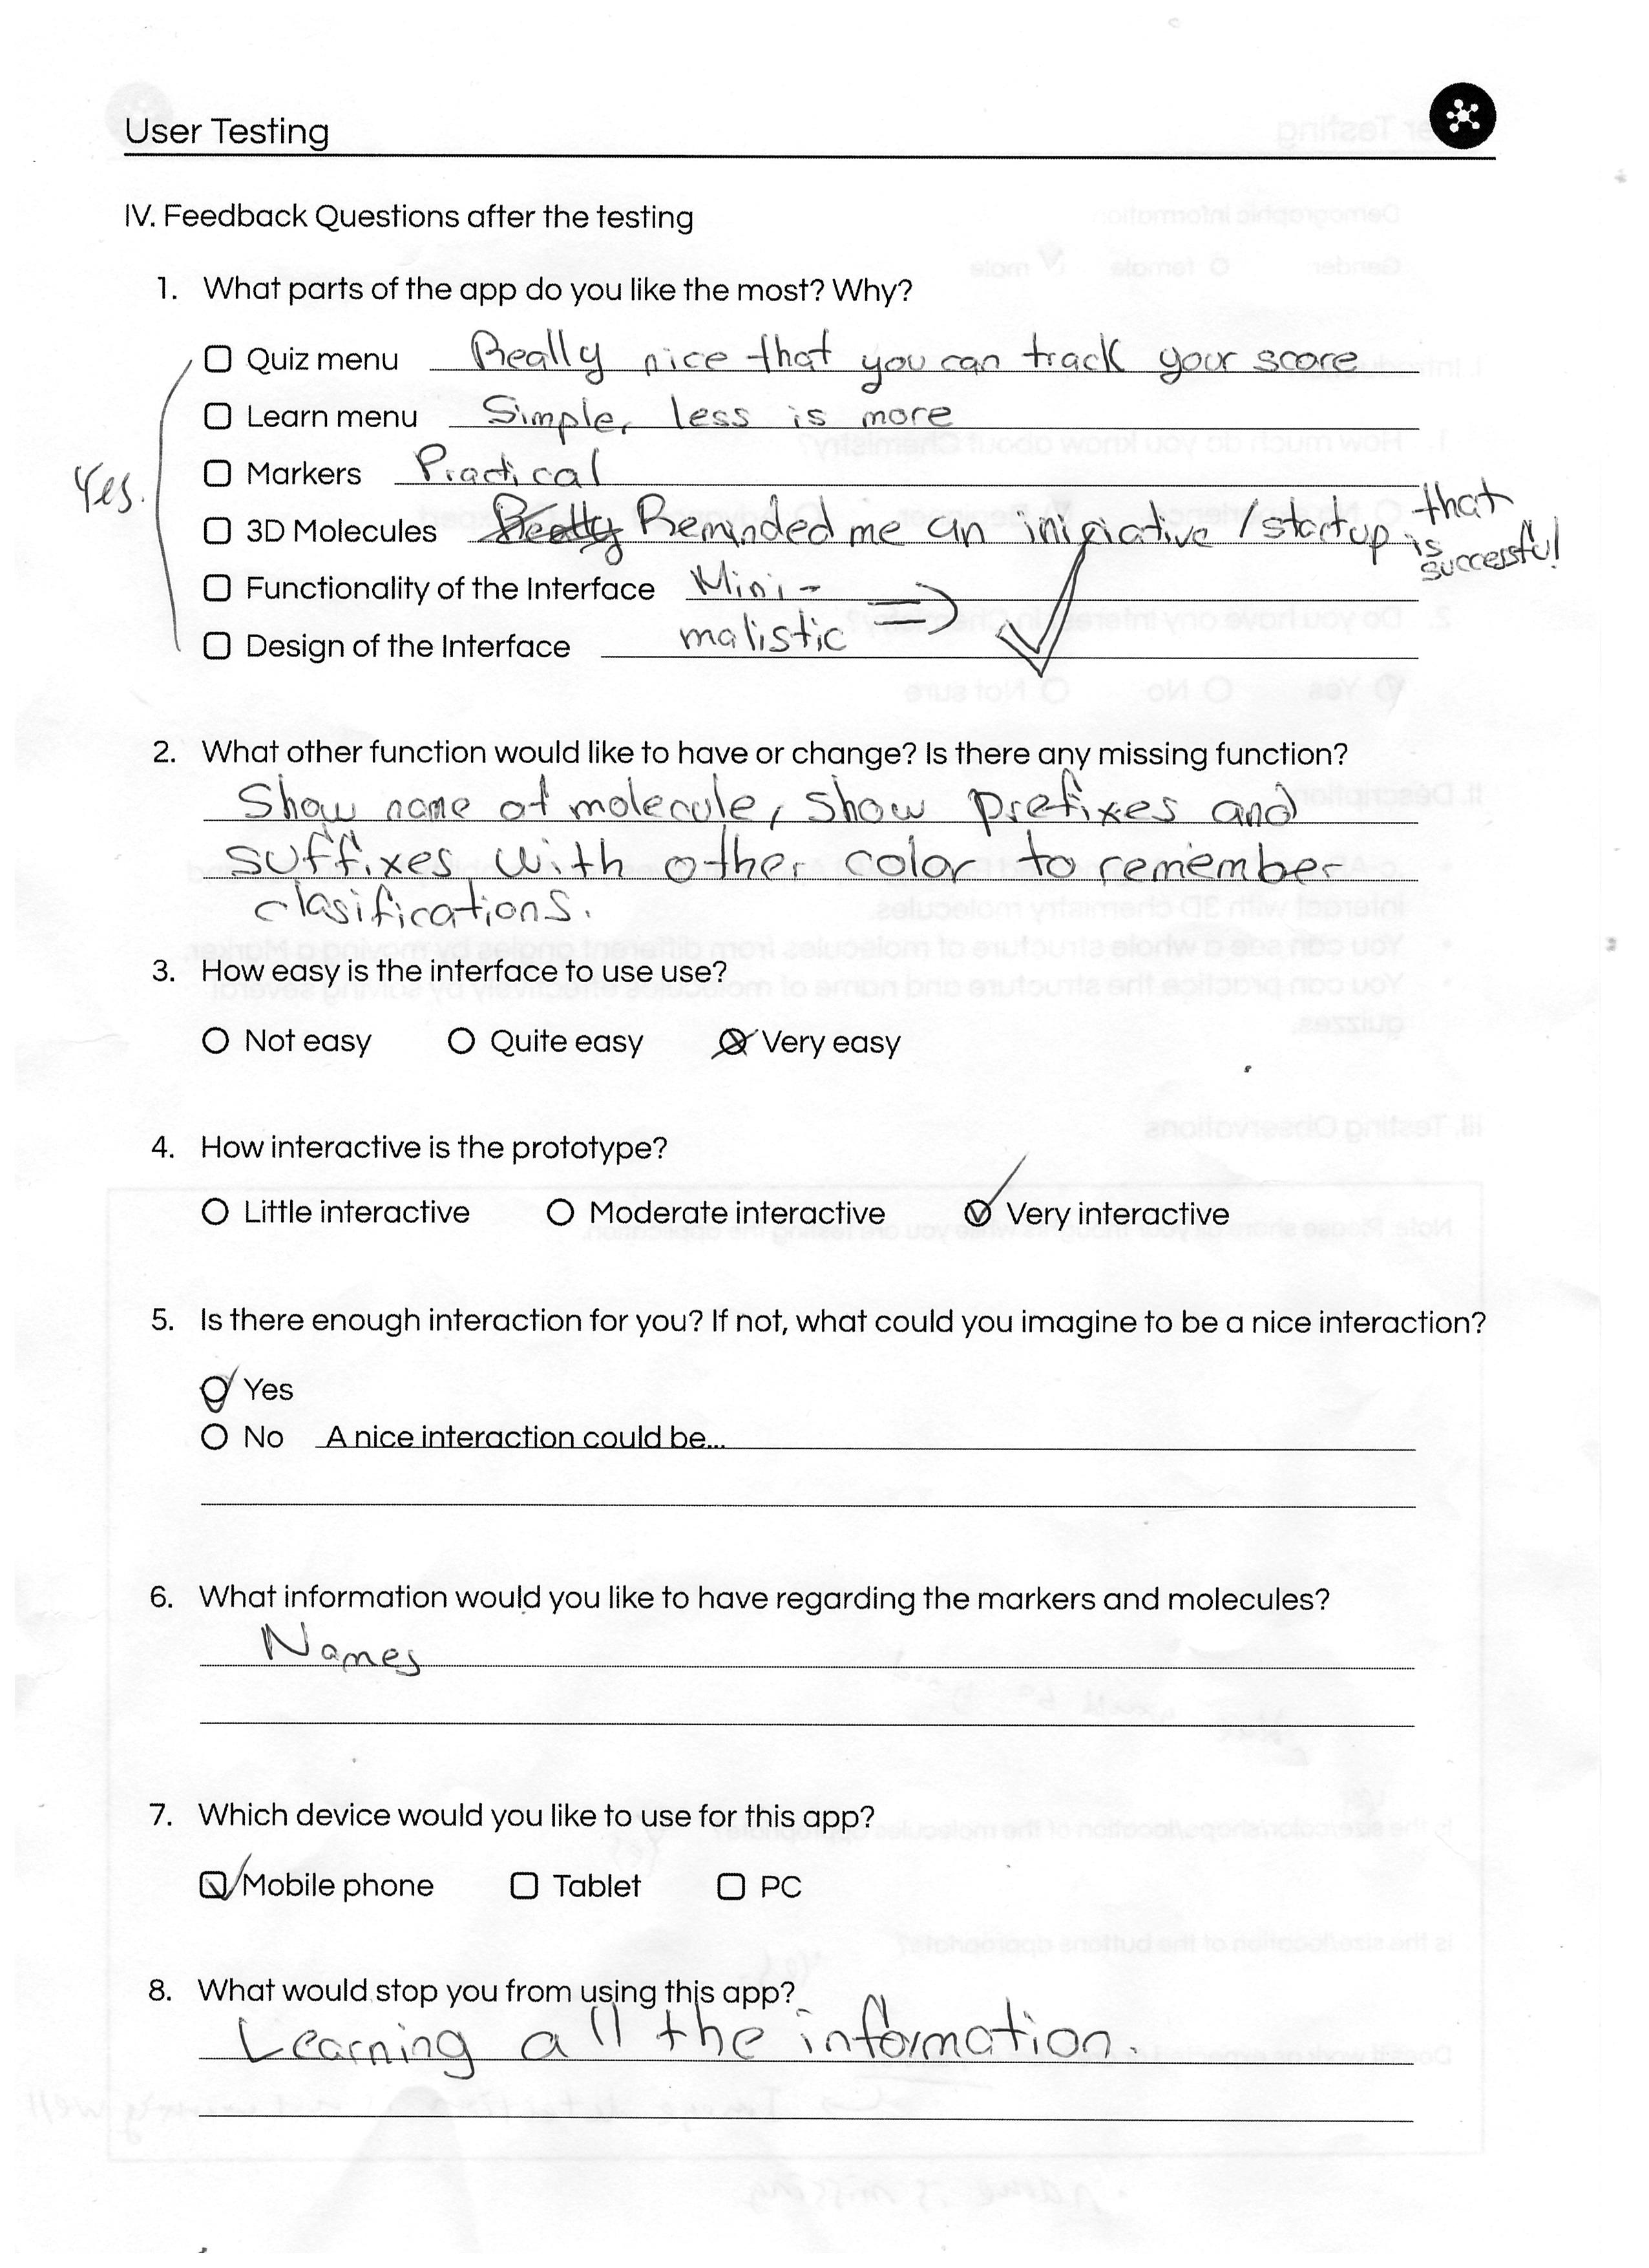 User Testing
IV. Feedback Questions after the testing
1. What parts of the app do you like the most? Why?
Yes.
Quiz menu Really nice that you can track your score
Learn menu Simple, less is more
Markers Practical
3D Molecules Really Reminded me an iniciative / startup that is successful
Functionality of the Interface Mini-
Design of the Interface malistic
2. What other function would like to have or change? Is there any missing function?
Show name of molecule, show prefixes and
suffixes with other color to remember
clasifications.
3. How easy is the interface to use use?
Not easy Quite easy Very easy
4. How interactive is the prototype?
Little interactive Moderate interactive Very interactive
5. Is there enough interaction for you? If not, what could you imagine to be a nice interaction?
Yes
No A nice interaction could be...
6. What information would you like to have regarding the markers and molecules?
Names
7. Which device would you like to use for this app?
Mobile phone Tablet PC
8. What would stop you from using this app?
Learning all the information.